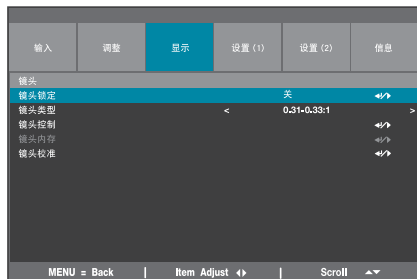 输入 调整 显示 设置 (1) 设置 (2) 信息
镜头
镜头锁定 关
镜头类型 < 0.31-0.33:1 >
镜头控制
镜头内存
镜头校准
MENU = Back | Item Adjust | Scroll